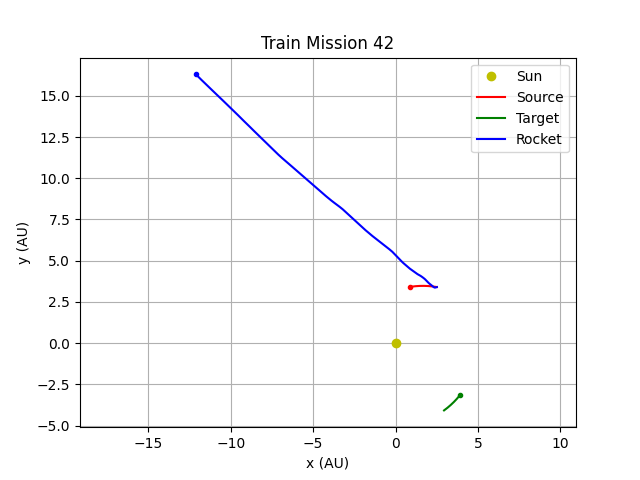 Train Mission 42
Sun
Source
Target
Rocket
15.0
12.5
10.0
7.5
5.0
2.5
0.0
−2.5
−5.0
y (AU)
−15 −10 −5 0 5 10
x (AU)